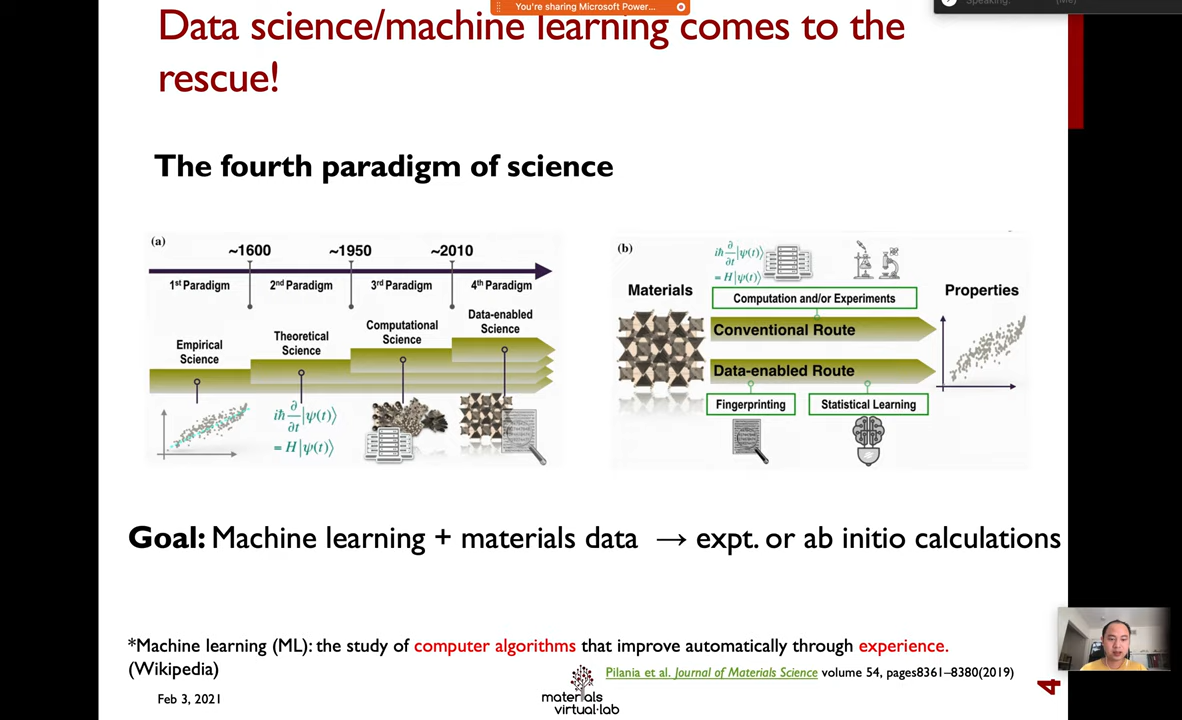 You're sharing Microsoft Power...
Speaking:
(Me)
Data science/machine learning comes to the
rescue!
The fourth paradigm of science
(a)
~1600
~1950
~2010
1st Paradigm
2nd Paradigm
3rd Paradigm
4th Paradigm
Empirical
Science
Theoretical
Science
Computational
Science
Data-enabled
Science
iħ ∂/∂t |ψ(t)⟩
= H|ψ(t)⟩
(b)
iħ ∂/∂t |ψ(t)⟩
= H|ψ(t)⟩
Materials
Computation and/or Experiments
Properties
Conventional Route
Data-enabled Route
Fingerprinting
Statistical Learning
Goal: Machine learning + materials data → expt. or ab initio calculations
*Machine learning (ML): the study of computer algorithms that improve automatically through experience.
(Wikipedia)
Pilania et al. Journal of Materials Science volume 54, pages8361–8380(2019)
Feb 3, 2021
materials
virtual·lab
4